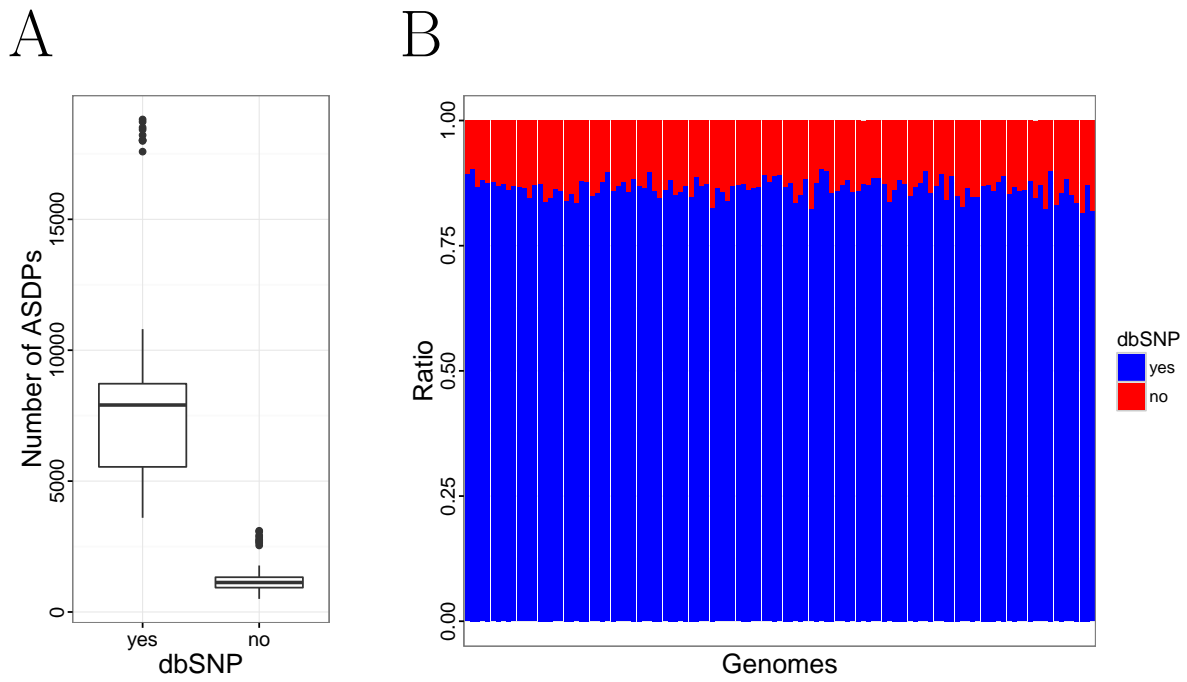 A
B
Number of ASDPs
15000
10000
5000
0
yes
no
dbSNP
Ratio
1.00
0.75
0.50
0.25
0.00
Genomes
dbSNP
yes
no